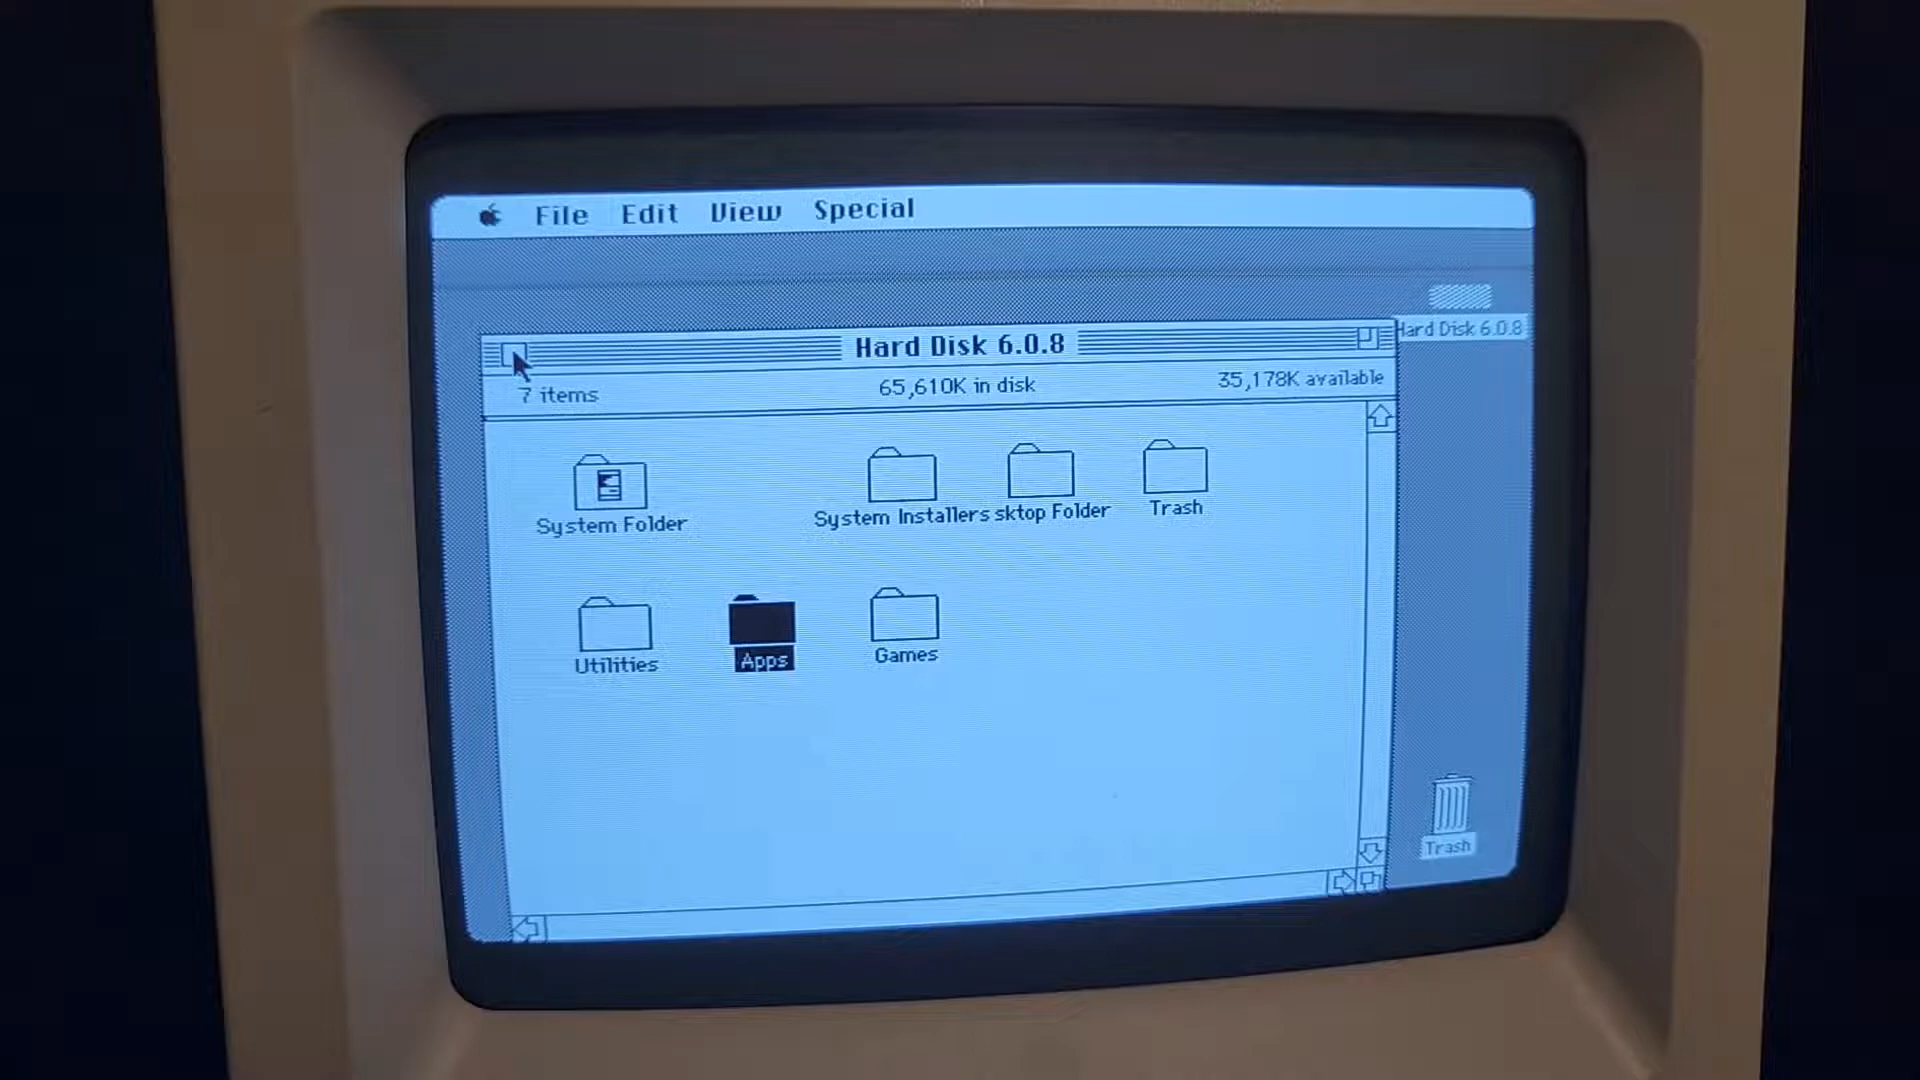 File Edit View Special
Hard Disk 6.0.8
Hard Disk 6.0.8
7 items 65,610K in disk 35,178K available
System Folder System Installers sktop Folder Trash
Utilities Apps Games
Trash